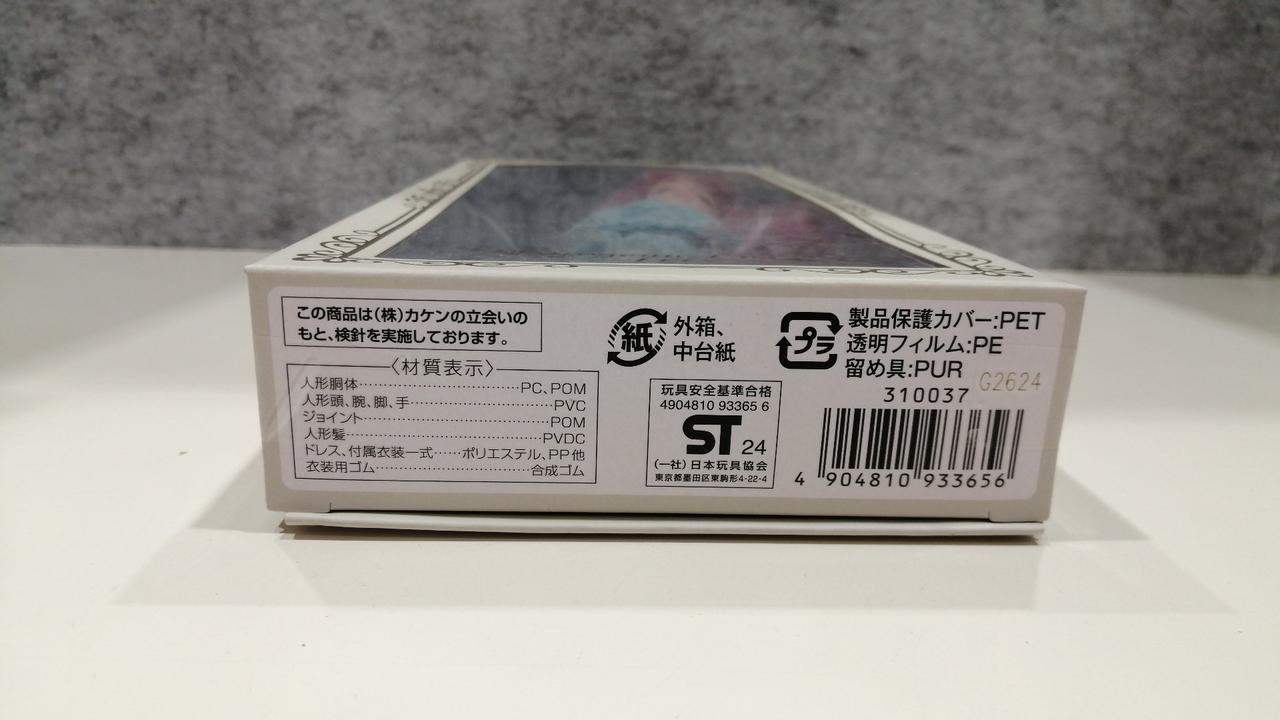 この商品は(株)カケンの立会いの
もと、検針を実施しております。
〈材質表示〉
人形胴体…………………………PC、POM
人形頭、腕、脚、手…………………………PVC
ジョイント…………………………POM
人形髪…………………………PVDC
ドレス、付属衣装一式……ポリエステル、PP他
衣装用ゴム…………………………合成ゴム
紙
外箱、
中台紙
プラ
製品保護カバー:PET
透明フィルム:PE
留め具:PUR
玩具安全基準合格
4904810 93365 6
ST 24
(一社)日本玩具協会
東京都墨田区東駒形4-22-4
310037
G2624
4 904810 933656